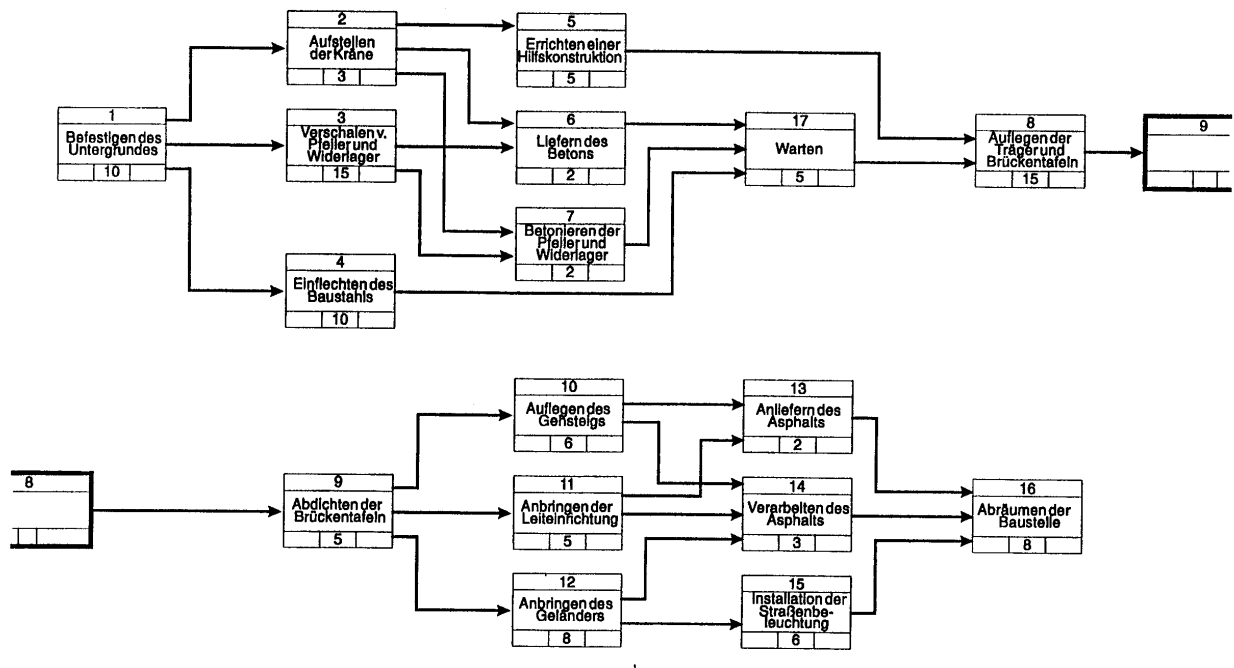 1
Befestigen des
Untergrundes
10
2
Aufstellen
der Kräne
3
3
Verschalen v.
Pfeiler und
Widerlager
15
4
Einflechten des
Baustahls
10
5
Errichten einer
Hilfskonstruktion
5
6
Liefern des
Betons
2
7
Betonieren der
Pfeiler und
Widerlager
2
17
Warten
5
8
Auflegen der
Träger und
Brückentafeln
15
9
8
9
Abdichten der
Brückentafeln
5
10
Auflegen des
Gehsteigs
6
11
Anbringen der
Leiteinrichtung
5
12
Anbringen des
Geländers
8
13
Anliefern des
Asphalts
2
14
Verarbeiten des
Asphalts
3
15
Installation der
Straßenbe-
leuchtung
6
16
Abräumen der
Baustelle
8